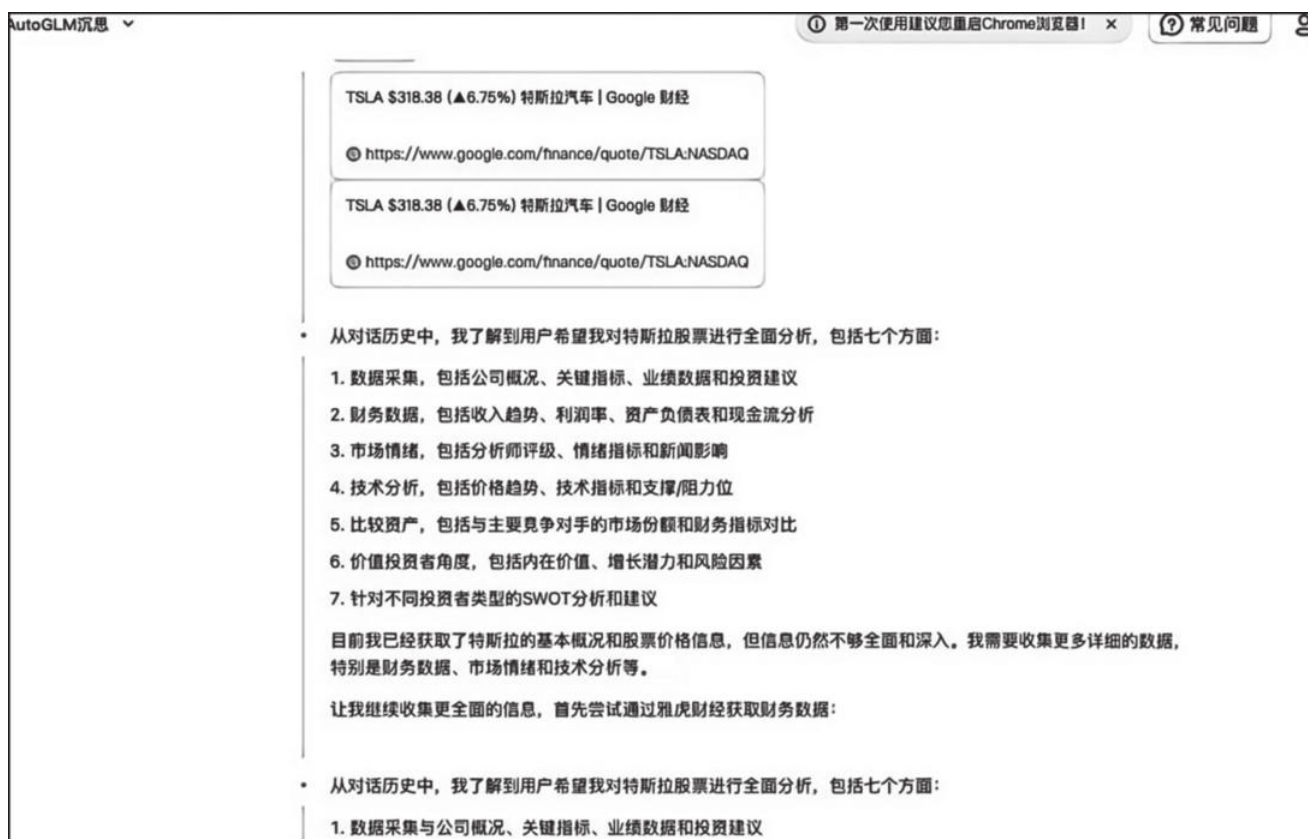 AutoGLM沉思
第一次使用建议您重启Chrome浏览器！ ×
常见问题
TSLA $318.38 (▲6.75%) 特斯拉汽车 | Google 财经
https://www.google.com/finance/quote/TSLA:NASDAQ
TSLA $318.38 (▲6.75%) 特斯拉汽车 | Google 财经
https://www.google.com/finance/quote/TSLA:NASDAQ
• 从对话历史中，我了解到用户希望我对特斯拉股票进行全面分析，包括七个方面：
1. 数据采集，包括公司概况、关键指标、业绩数据和投资建议
2. 财务数据，包括收入趋势、利润率、资产负债表和现金流分析
3. 市场情绪，包括分析师评级、情绪指标和新闻影响
4. 技术分析，包括价格趋势、技术指标和支撑/阻力位
5. 比较资产，包括与主要竞争对手的市场份额和财务指标对比
6. 价值投资者角度，包括内在价值、增长潜力和风险因素
7. 针对不同投资者类型的SWOT分析和建议
目前我已经获取了特斯拉的基本概况和股票价格信息，但信息仍然不够全面和深入。我需要收集更多详细的数据，
特别是财务数据、市场情绪和技术分析等。
让我继续收集更全面的信息，首先尝试通过雅虎财经获取财务数据：
• 从对话历史中，我了解到用户希望我对特斯拉股票进行全面分析，包括七个方面：
1. 数据采集与公司概况、关键指标、业绩数据和投资建议